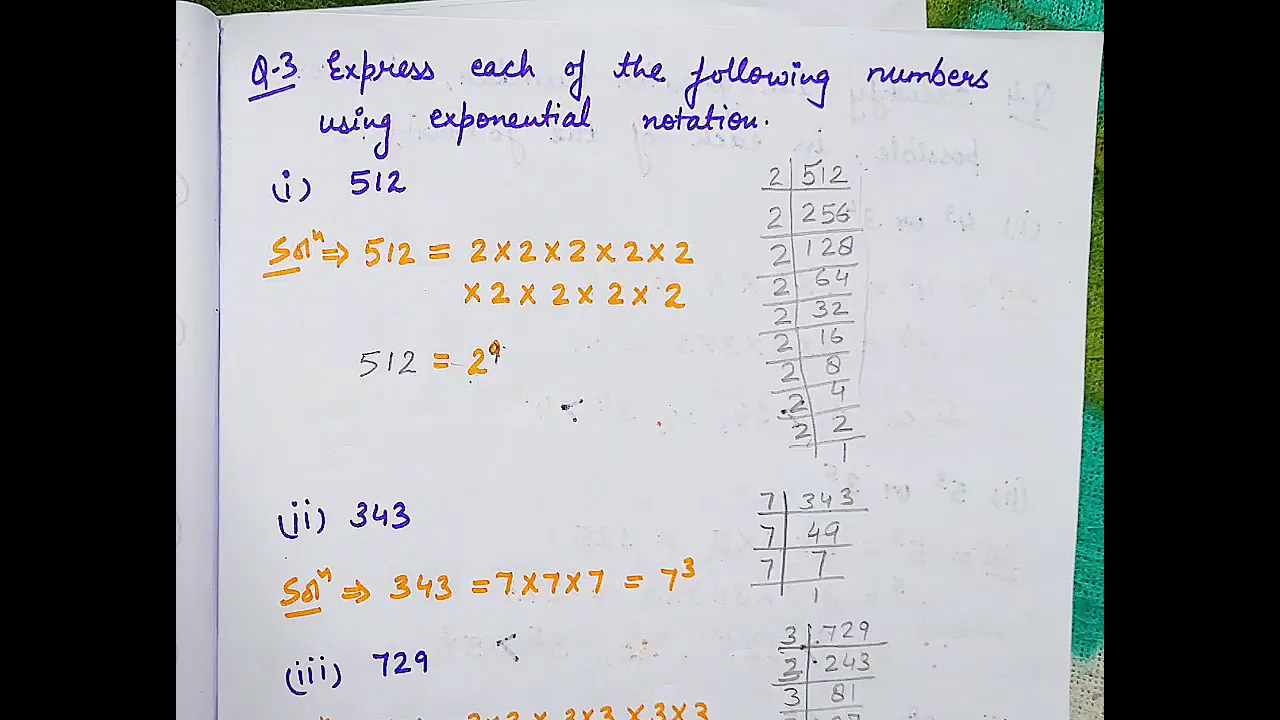 Q.3 Express each of the following numbers
using exponential notation.
(i) 512
Solⁿ ⇒ 512 = 2×2×2×2×2
×2×2×2×2
512 = 2⁹
2 | 512
2 | 256
2 | 128
2 | 64
2 | 32
2 | 16
2 | 8
2 | 4
2 | 2
1
(ii) 343
Solⁿ ⇒ 343 = 7×7×7 = 7³
7 | 343
7 | 49
7 | 7
1
(iii) 729
3 | 729
243
3 | 81